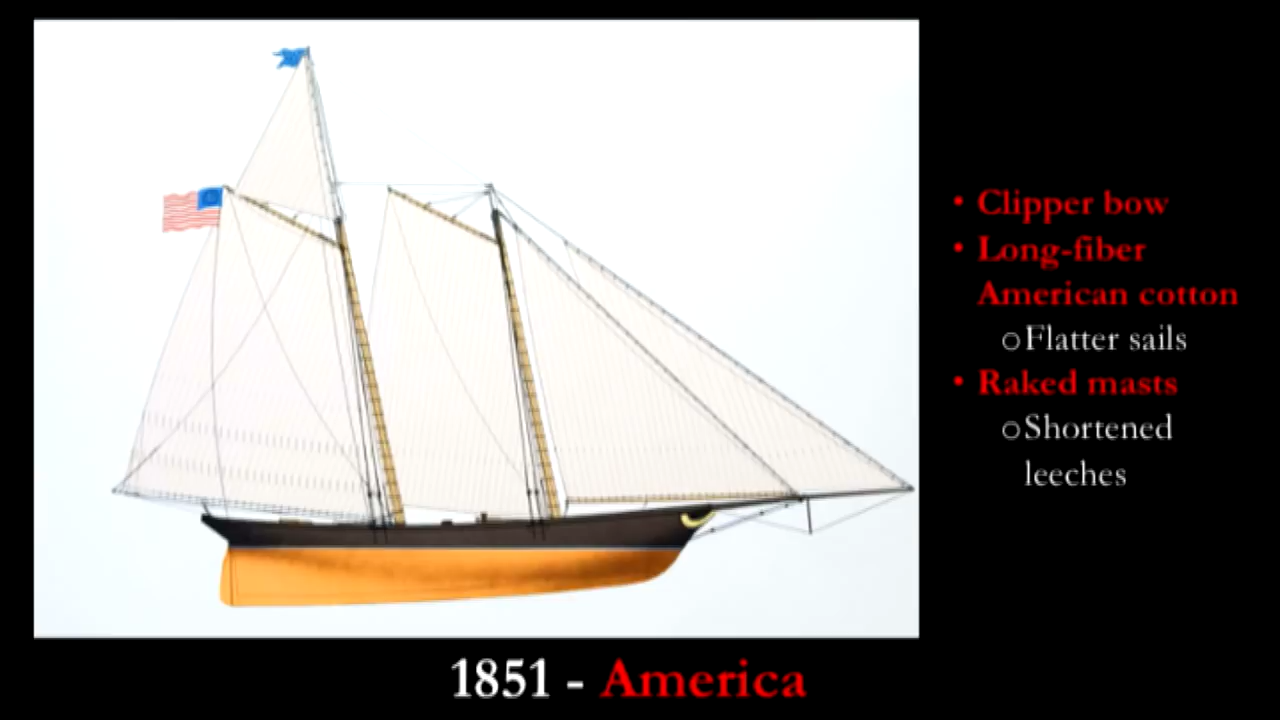 • Clipper bow
• Long-fiber
American cotton
○Flatter sails
• Raked masts
○Shortened
leeches
1851 - America